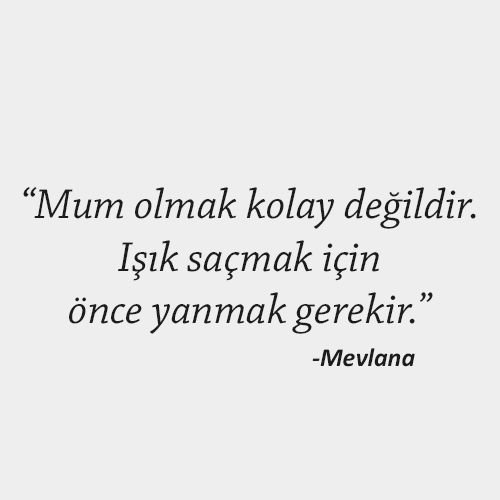 “Mum olmak kolay değildir.
Işık saçmak için
önce yanmak gerekir.”
-Mevlana